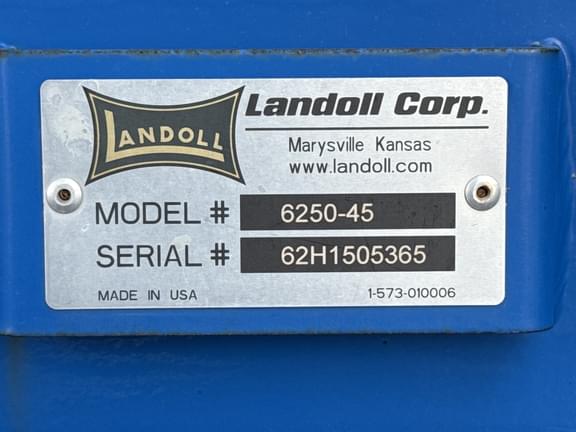 LANDOLL
Landoll Corp.
Marysville Kansas
www.landoll.com
MODEL # 6250-45
SERIAL # 62H1505365
MADE IN USA 1-573-010006